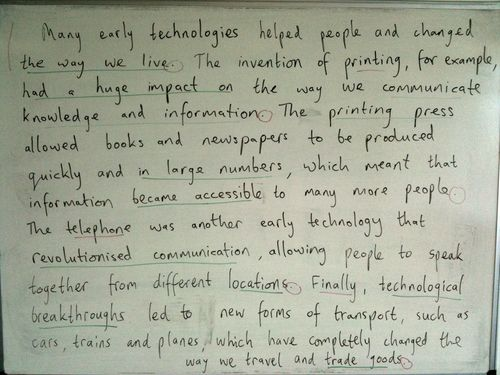 Many early technologies helped people and changed
the way we live. The invention of printing, for example,
had a huge impact on the way we communicate
knowledge and information. The printing press
allowed books and newspapers to be produced
quickly and in large numbers, which meant that
information became accessible to many more people.
The telephone was another early technology that
revolutionised communication, allowing people to speak
together from different locations. Finally, technological
breakthroughs led to new forms of transport, such as
cars, trains and planes, which have completely changed the
way we travel and trade goods.